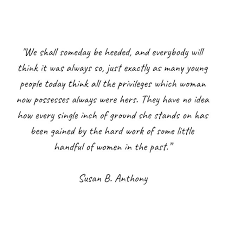 "We shall someday be heeded, and everybody will
think it was always so, just exactly as many young
people today think all the privileges which woman
now possesses always were hers. They have no idea
how every single inch of ground she stands on has
been gained by the hard work of some little
handful of women in the past."
Susan B. Anthony